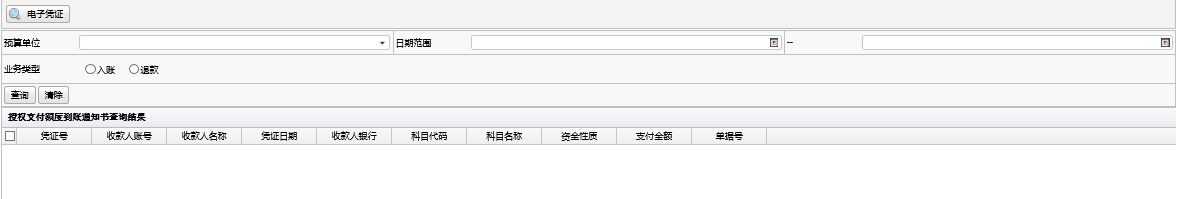 电子凭证
预算单位 日期范围 --
业务类型 入账 退款
查询 清除
授权支付额度到账通知书查询结果
凭证号 收款人账号 收款人名称 凭证日期 收款人银行 科目代码 科目名称 资金性质 支付金额 单据号